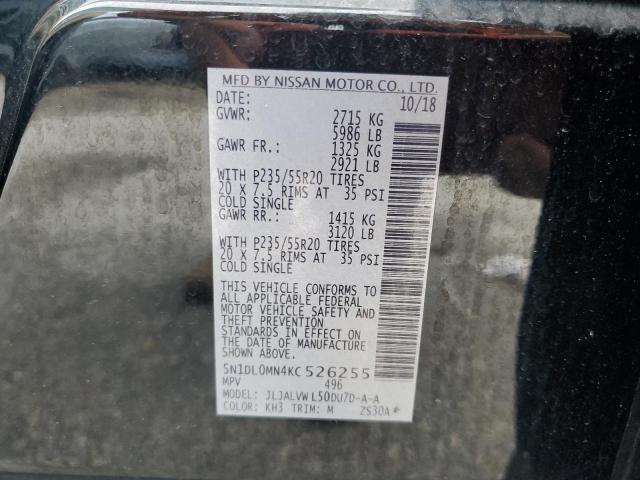 MFD BY NISSAN MOTOR CO., LTD.
DATE: 10/18
GVWR: 2715 KG
5986 LB
GAWR FR.: 1325 KG
2921 LB
WITH P235/55R20 TIRES
20 X 7.5 RIMS AT 35 PSI
COLD SINGLE
GAWR RR.: 1415 KG
3120 LB
WITH P235/55R20 TIRES
20 X 7.5 RIMS AT 35 PSI
COLD SINGLE
THIS VEHICLE CONFORMS TO
ALL APPLICABLE FEDERAL
MOTOR VEHICLE SAFETY AND
THEFT PREVENTION
STANDARDS IN EFFECT ON
THE DATE OF MANUFACTURE
SHOWN ABOVE.
5N1DL0MN4KC526255
MPV 496
MODEL: JLJALVWL50DU7D-A-A
COLOR: KH3 TRIM: M 2S30A